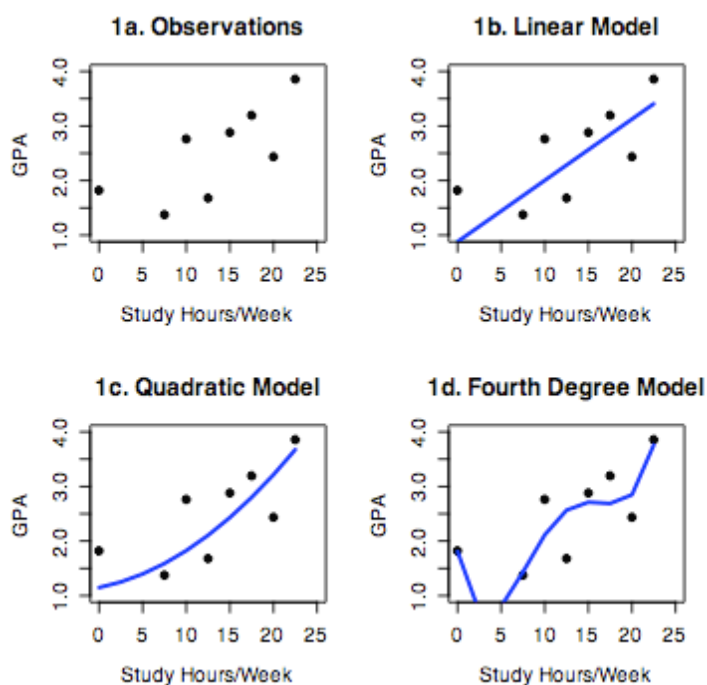 1a. Observations
GPA
4.0
3.0
2.0
1.0
0 5 10 15 20 25
Study Hours/Week
1b. Linear Model
GPA
4.0
3.0
2.0
1.0
0 5 10 15 20 25
Study Hours/Week
1c. Quadratic Model
GPA
4.0
3.0
2.0
1.0
0 5 10 15 20 25
Study Hours/Week
1d. Fourth Degree Model
GPA
4.0
3.0
2.0
1.0
0 5 10 15 20 25
Study Hours/Week